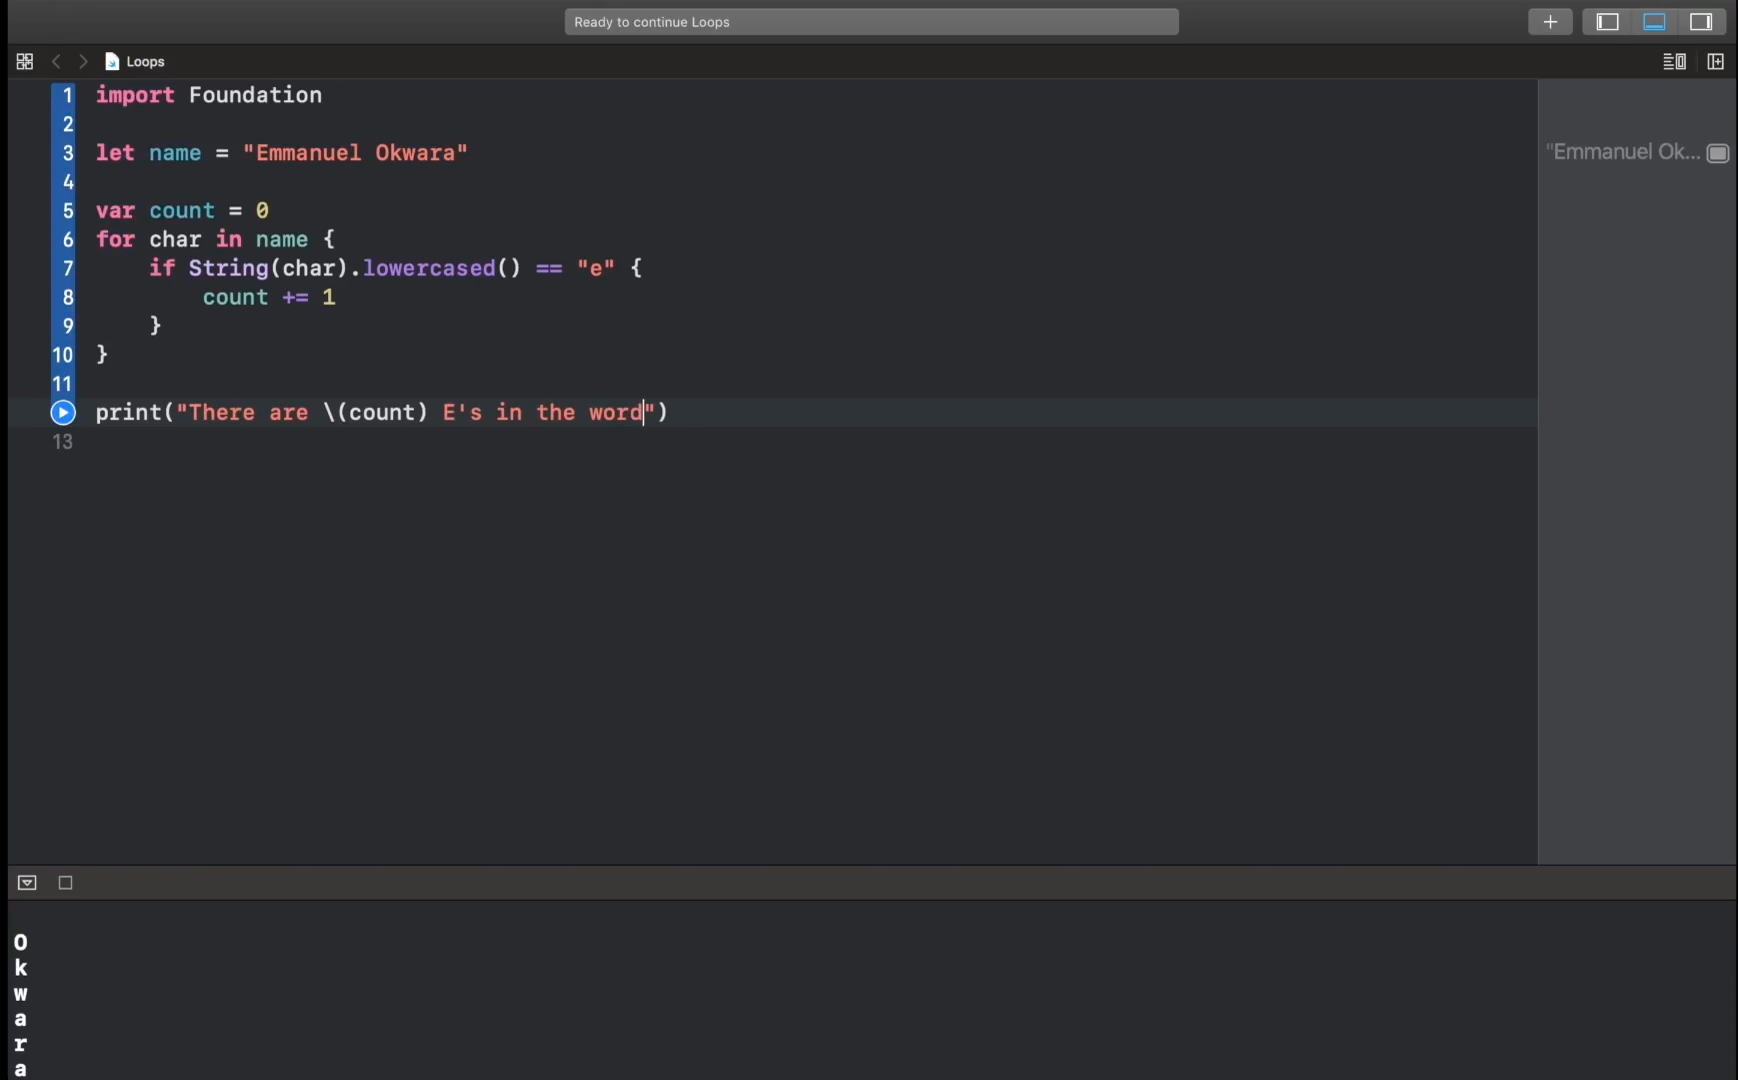 Ready to continue Loops
Loops
1 import Foundation
2
3 let name = "Emmanuel Okwara"
"Emmanuel Ok...
4
5 var count = 0
6 for char in name {
7 if String(char).lowercased() == "e" {
8 count += 1
9 }
10 }
11
print("There are \(count) E's in the word")
13
O
k
w
a
r
a